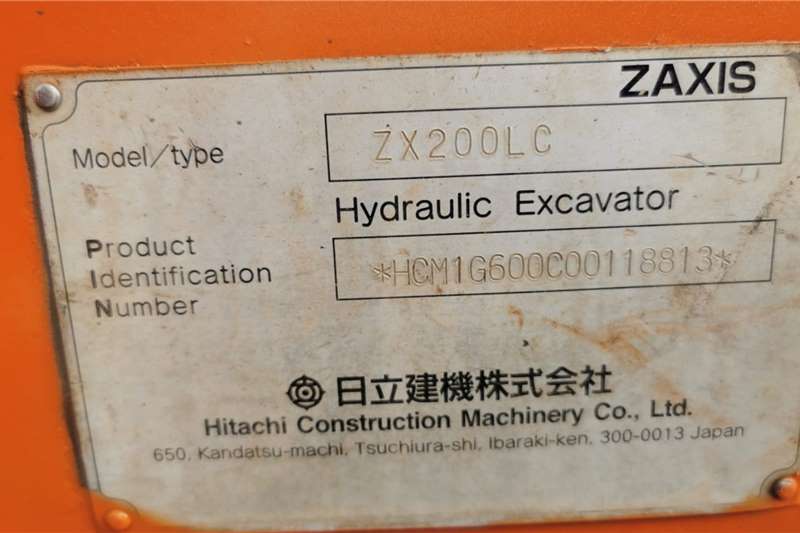 ZAXIS
Model/type
ZX200LC
Hydraulic Excavator
Product
Identification
Number
*HCM1G600C00118813*
日立建機株式会社
Hitachi Construction Machinery Co., Ltd.
650, Kandatsu-machi, Tsuchiura-shi, Ibaraki-ken, 300-0013 Japan